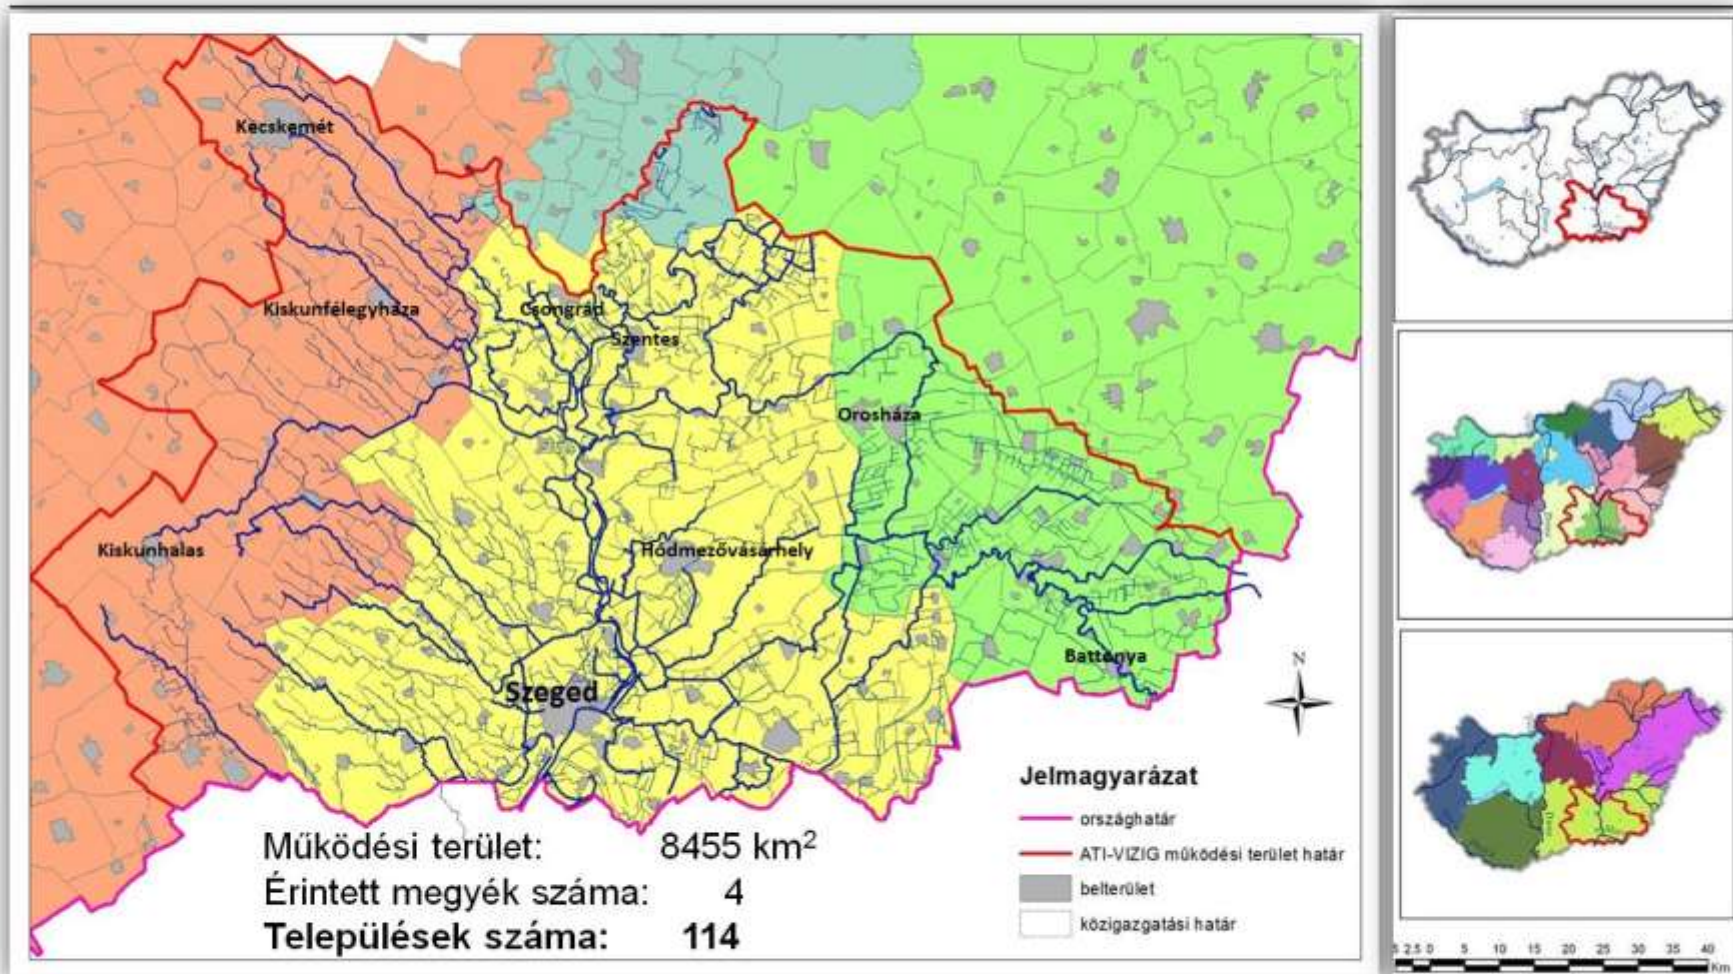 Kecskemét
Kiskunfélegyháza
Csongrád
Szentes
Orosháza
Kiskunhalas
Hódmezővásárhely
Battonya
Szeged
N
Jelmagyarázat
országhatár
ATI-VIZIG működési terület határ
belterület
közigazgatási határ
Működési terület: 8455 km²
Érintett megyék száma: 4
Települések száma: 114
5 2.5 0 5 10 15 20 25 30 35 40
Km